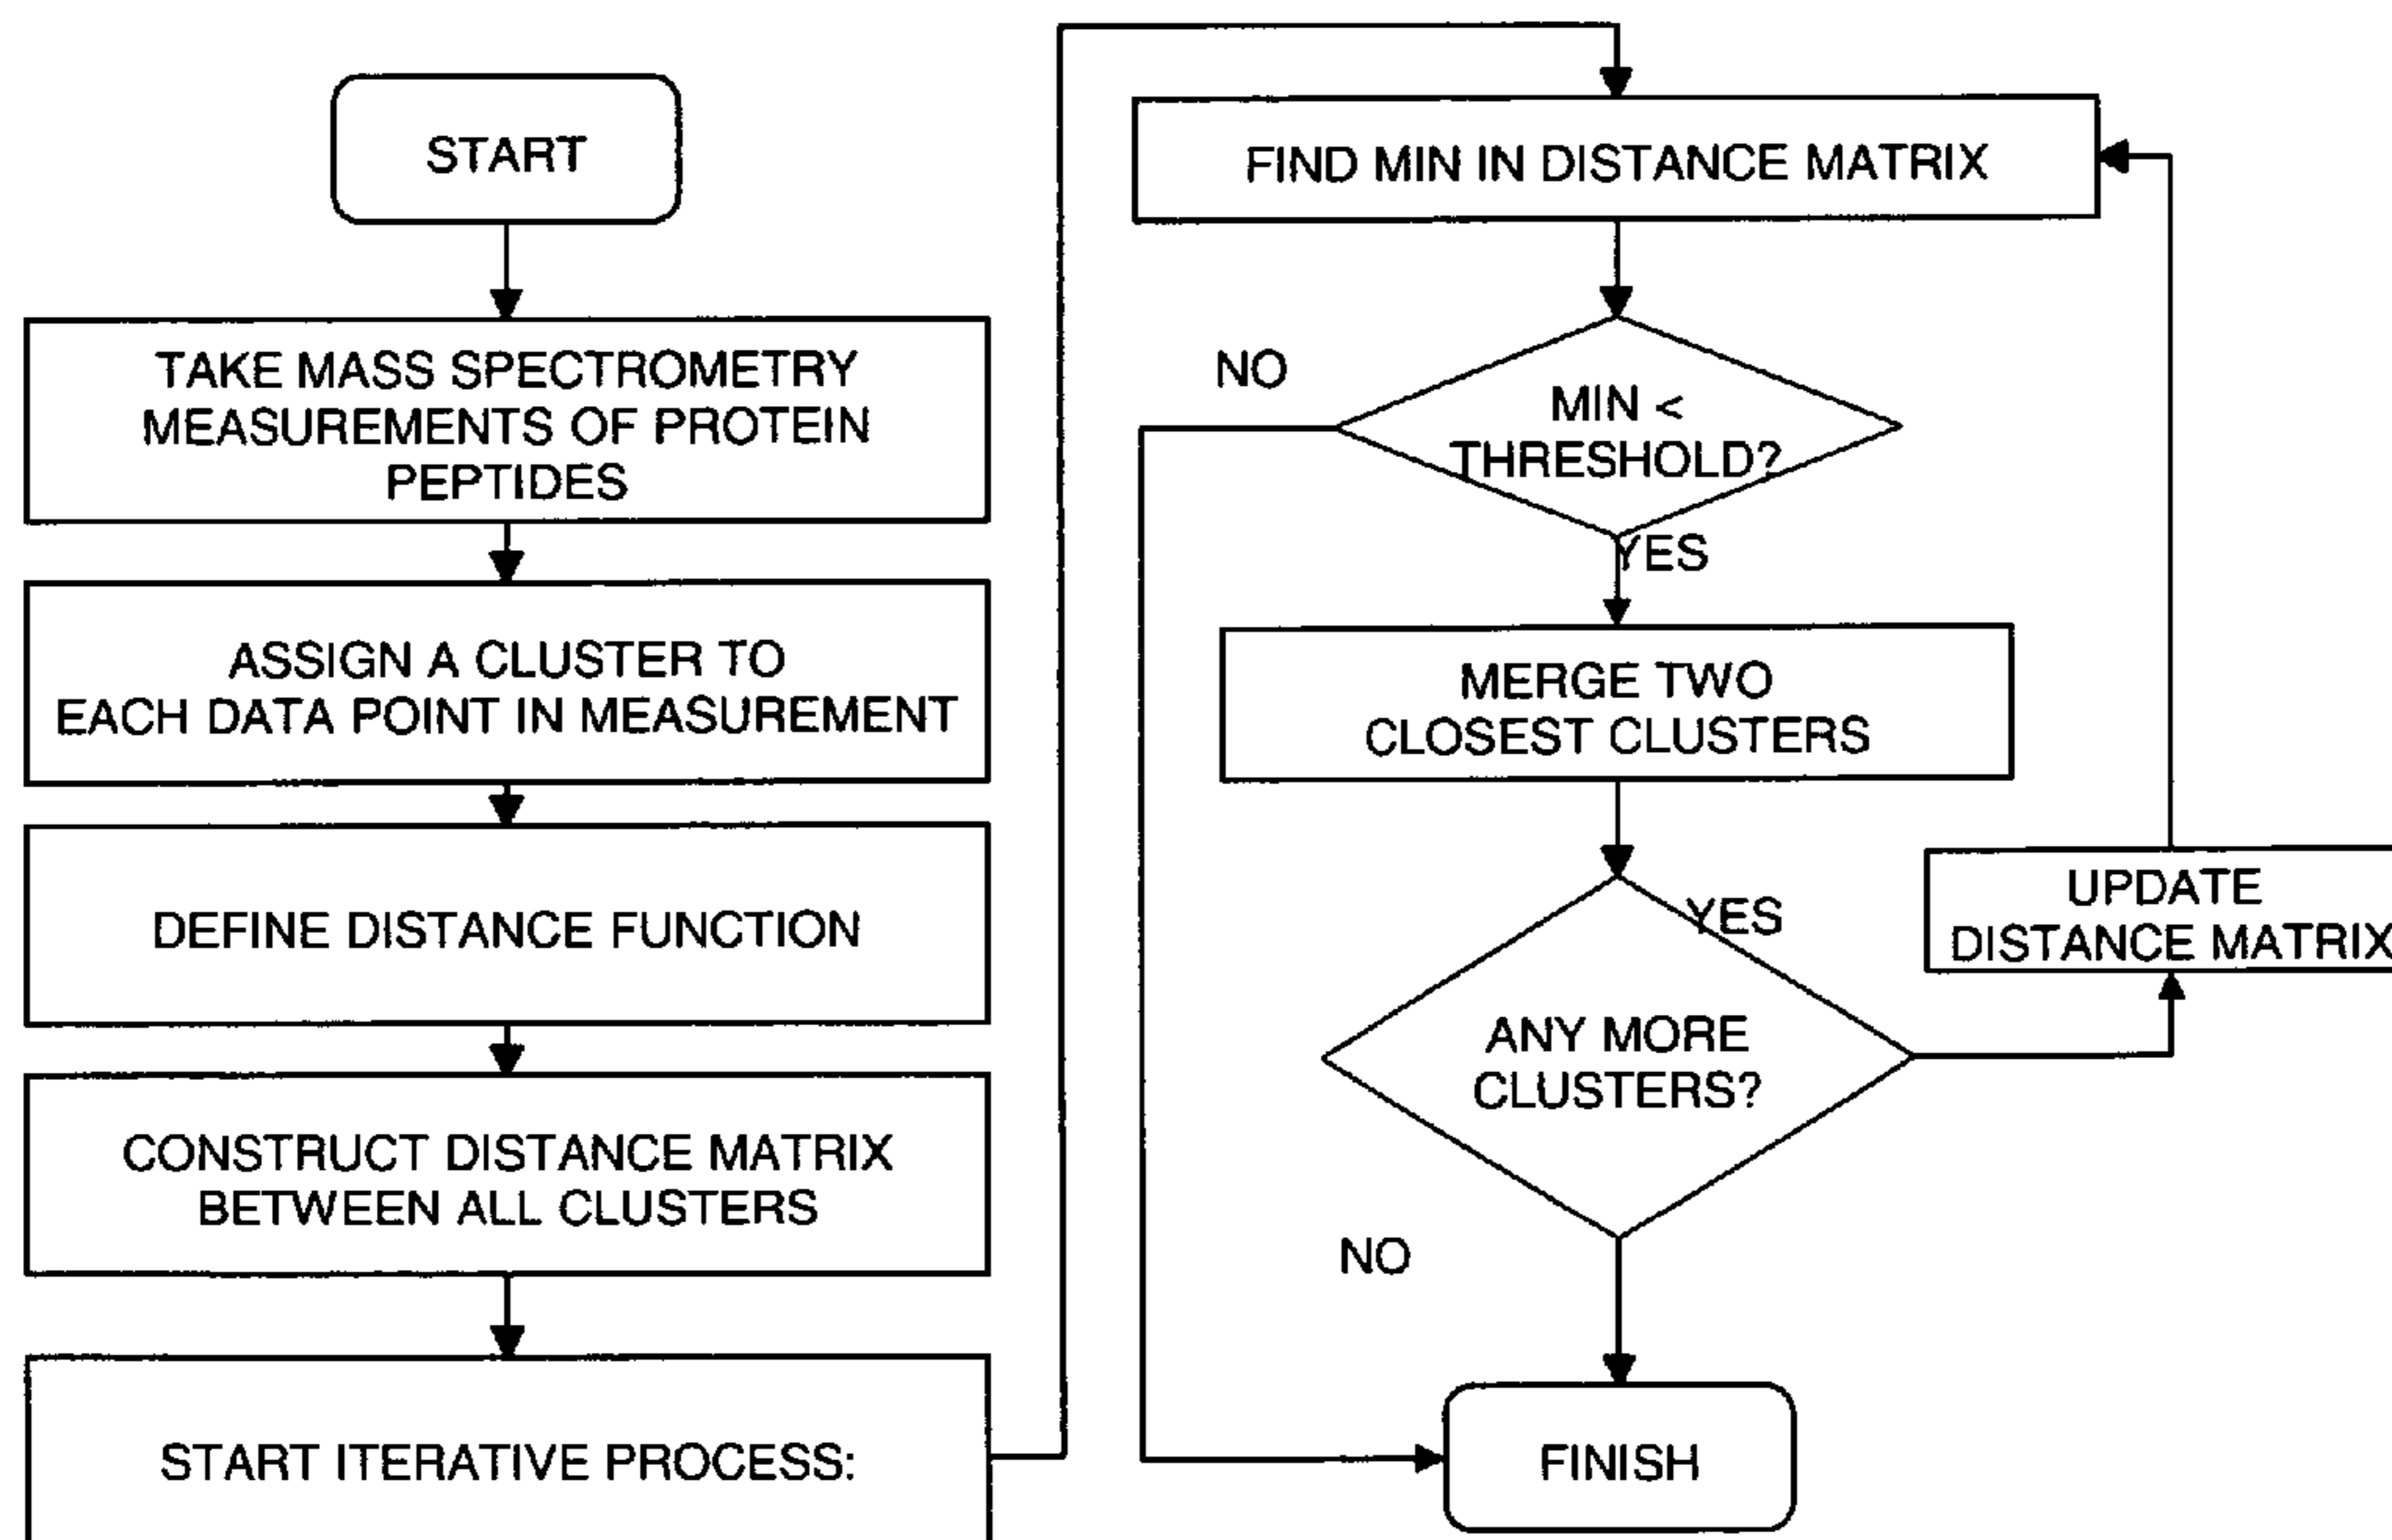 START
TAKE MASS SPECTROMETRY
MEASUREMENTS OF PROTEIN
PEPTIDES
ASSIGN A CLUSTER TO
EACH DATA POINT IN MEASUREMENT
DEFINE DISTANCE FUNCTION
CONSTRUCT DISTANCE MATRIX
BETWEEN ALL CLUSTERS
START ITERATIVE PROCESS:
FIND MIN IN DISTANCE MATRIX
NO
MIN <
THRESHOLD?
YES
MERGE TWO
CLOSEST CLUSTERS
YES
UPDATE
DISTANCE MATRIX
ANY MORE
CLUSTERS?
NO
FINISH